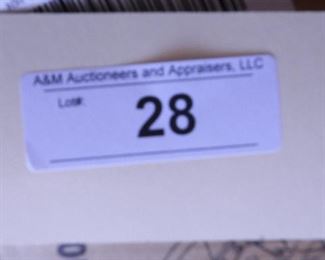 A&M Auctioneers and Appraisers, LLC
Lot#:
28